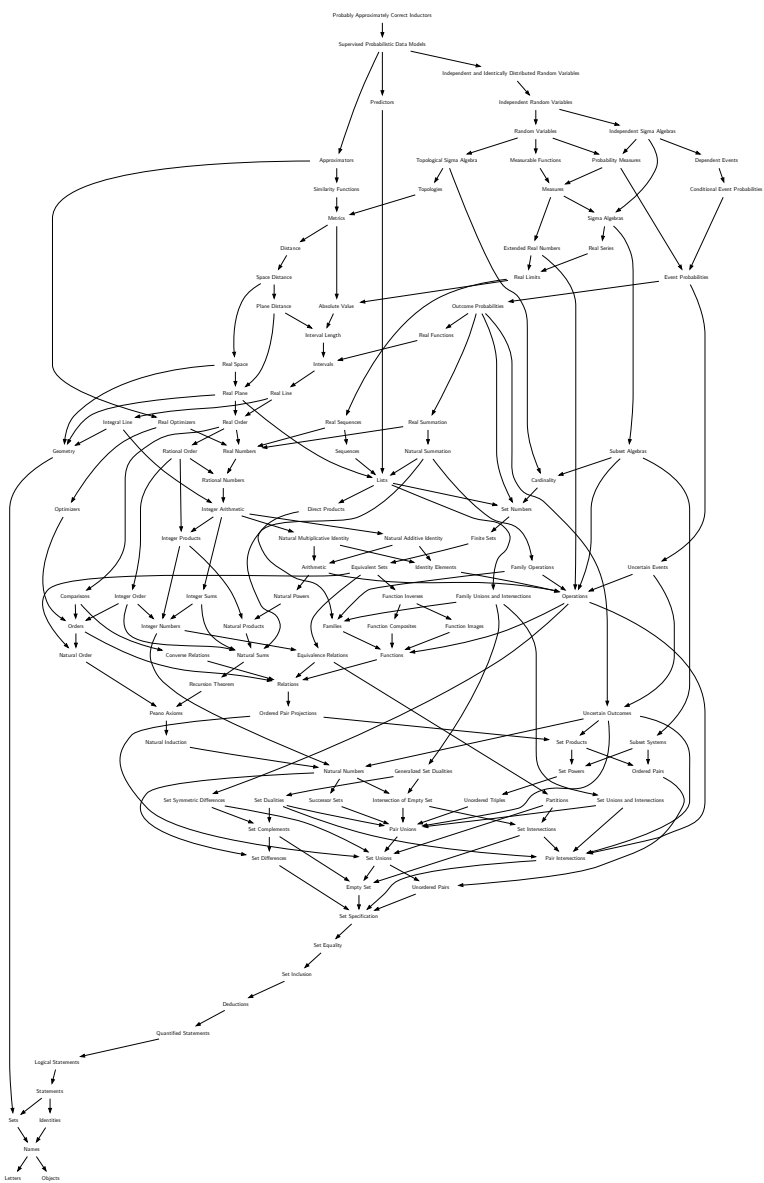 Probably Approximately Correct Inductors
Supervised Probabilistic Data Models
Independent and Identically Distributed Random Variables
Predictors
Independent Random Variables
Random Variables
Independent Sigma Algebras
Approximators
Topological Sigma Algebra
Measurable Functions
Probability Measures
Dependent Events
Similarity Functions
Topologies
Measures
Conditional Event Probabilities
Metrics
Sigma Algebras
Distance
Extended Real Numbers
Real Series
Space Distance
Real Limits
Event Probabilities
Plane Distance
Absolute Value
Outcome Probabilities
Interval Length
Real Functions
Real Space
Intervals
Real Plane
Real Line
Integral Line
Real Optimizers
Real Order
Real Sequences
Real Summation
Geometry
Rational Order
Real Numbers
Sequences
Natural Summation
Subset Algebras
Rational Numbers
Lists
Cardinality
Optimizers
Integer Arithmetic
Direct Products
Set Numbers
Integer Products
Natural Multiplicative Identity
Natural Additive Identity
Finite Sets
Arithmetic
Equivalent Sets
Identity Elements
Family Operations
Uncertain Events
Comparisons
Integer Order
Integer Sums
Natural Powers
Function Inverses
Family Unions and Intersections
Operations
Orders
Integer Numbers
Natural Products
Families
Function Composites
Function Images
Natural Order
Converse Relations
Natural Sums
Equivalence Relations
Functions
Recursion Theorem
Relations
Peano Axioms
Ordered Pair Projections
Uncertain Outcomes
Natural Induction
Set Products
Subset Systems
Natural Numbers
Generalized Set Dualities
Set Powers
Ordered Pairs
Set Symmetric Differences
Set Dualities
Successor Sets
Intersection of Empty Set
Unordered Triples
Partitions
Set Unions and Intersections
Set Complements
Pair Unions
Set Intersections
Set Differences
Set Unions
Pair Intersections
Empty Set
Unordered Pairs
Set Specification
Set Equality
Set Inclusion
Deductions
Quantified Statements
Logical Statements
Statements
Sets
Identities
Names
Letters
Objects